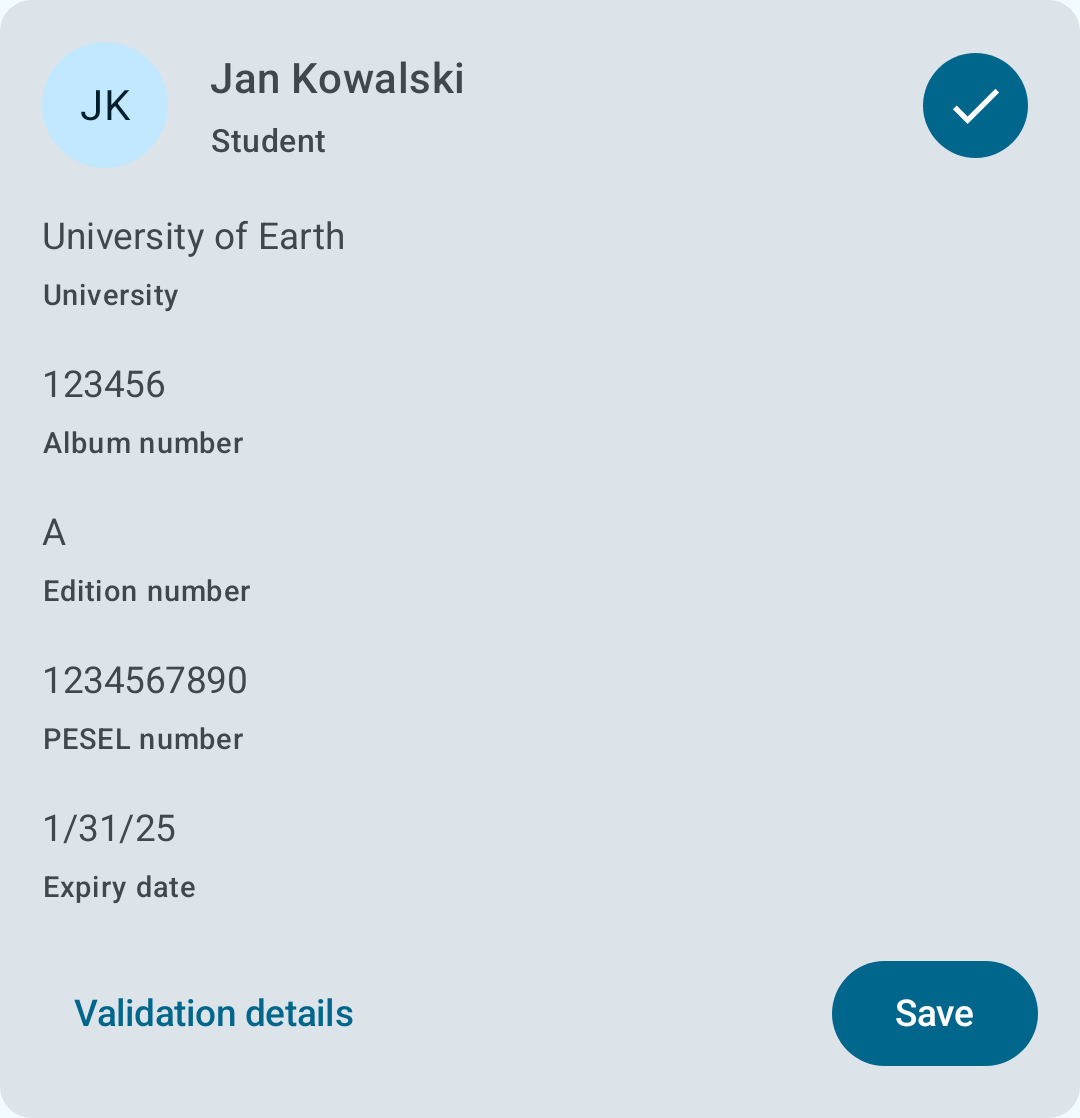 JK
Jan Kowalski
Student
University of Earth
University
123456
Album number
A
Edition number
1234567890
PESEL number
1/31/25
Expiry date
Validation details
Save